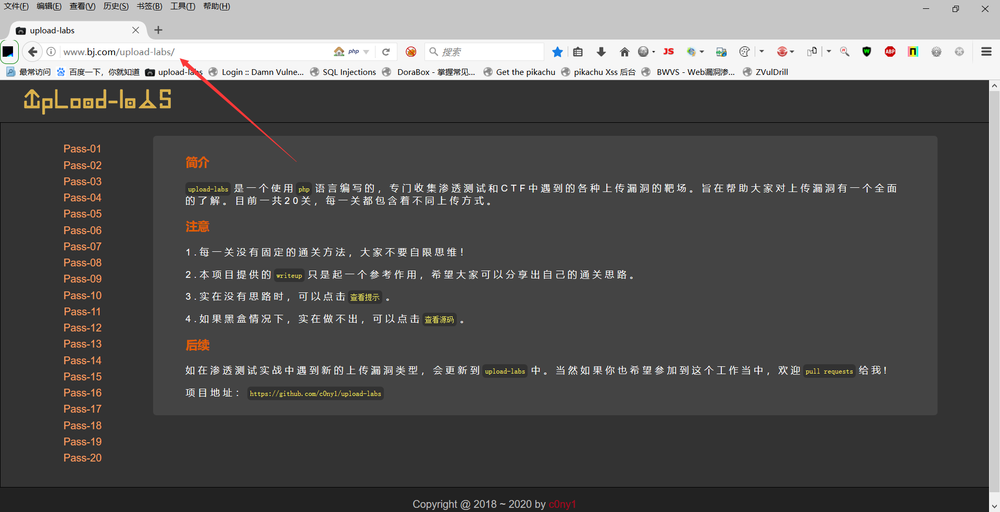 文件(F) 编辑(E) 查看(V) 历史(S) 书签(B) 工具(T) 帮助(H)
upload-labs
www.bj.com/upload-labs/
php
搜索
JS
ABP
最常访问 百度一下，你就知道 upload-labs Login :: Damn Vulne... SQL Injections DoraBox - 掌握常见... Get the pikachu pikachu Xss 后台 BWVS - Web漏洞渗... ZVulDrill
UpLoad-labS
Pass-01
Pass-02
Pass-03
Pass-04
Pass-05
Pass-06
Pass-07
Pass-08
Pass-09
Pass-10
Pass-11
Pass-12
Pass-13
Pass-14
Pass-15
Pass-16
Pass-17
Pass-18
Pass-19
Pass-20
简介
upload-labs 是一个使用 php 语言编写的，专门收集渗透测试和CTF中遇到的各种上传漏洞的靶场。旨在帮助大家对上传漏洞有一个全面
的了解。目前一共20关，每一关都包含着不同上传方式。
注意
1.每一关没有固定的通关方法，大家不要自限思维！
2.本项目提供的 writeup 只是起一个参考作用，希望大家可以分享出自己的通关思路。
3.实在没有思路时，可以点击 查看提示 。
4.如果黑盒情况下，实在做不出，可以点击 查看源码 。
后续
如在渗透测试实战中遇到新的上传漏洞类型，会更新到 upload-labs 中。当然如果你也希望参加到这个工作当中，欢迎 pull requests 给我！
项目地址： https://github.com/c0ny1/upload-labs
Copyright @ 2018 ~ 2020 by c0ny1